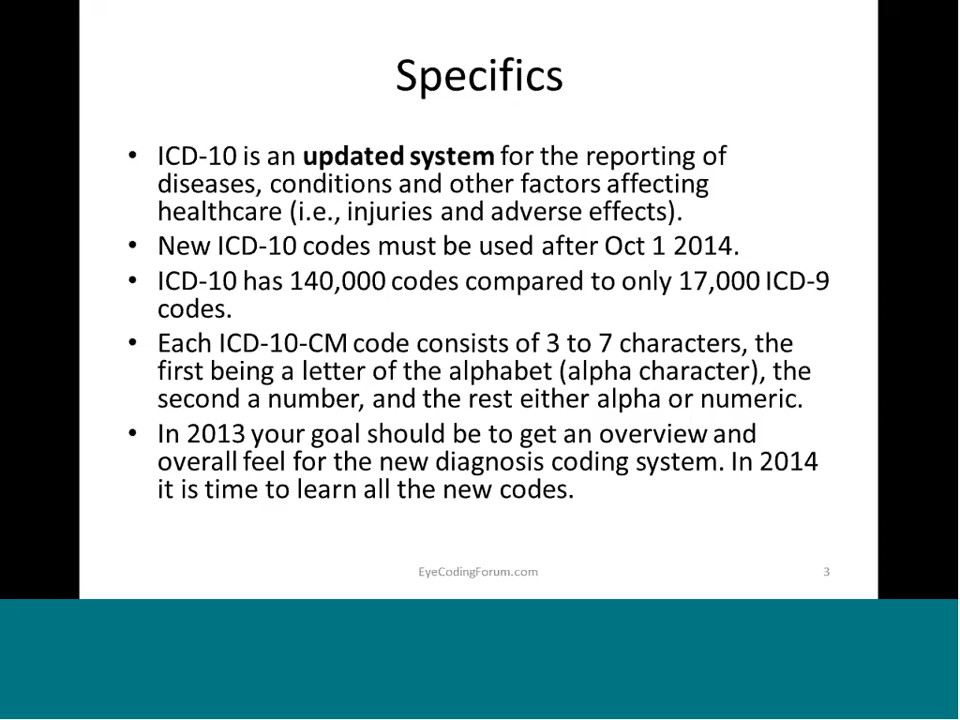 Specifics
• ICD-10 is an updated system for the reporting of
diseases, conditions and other factors affecting
healthcare (i.e., injuries and adverse effects).
• New ICD-10 codes must be used after Oct 1 2014.
• ICD-10 has 140,000 codes compared to only 17,000 ICD-9
codes.
• Each ICD-10-CM code consists of 3 to 7 characters, the
first being a letter of the alphabet (alpha character), the
second a number, and the rest either alpha or numeric.
• In 2013 your goal should be to get an overview and
overall feel for the new diagnosis coding system. In 2014
it is time to learn all the new codes.
EyeCodingForum.com
3